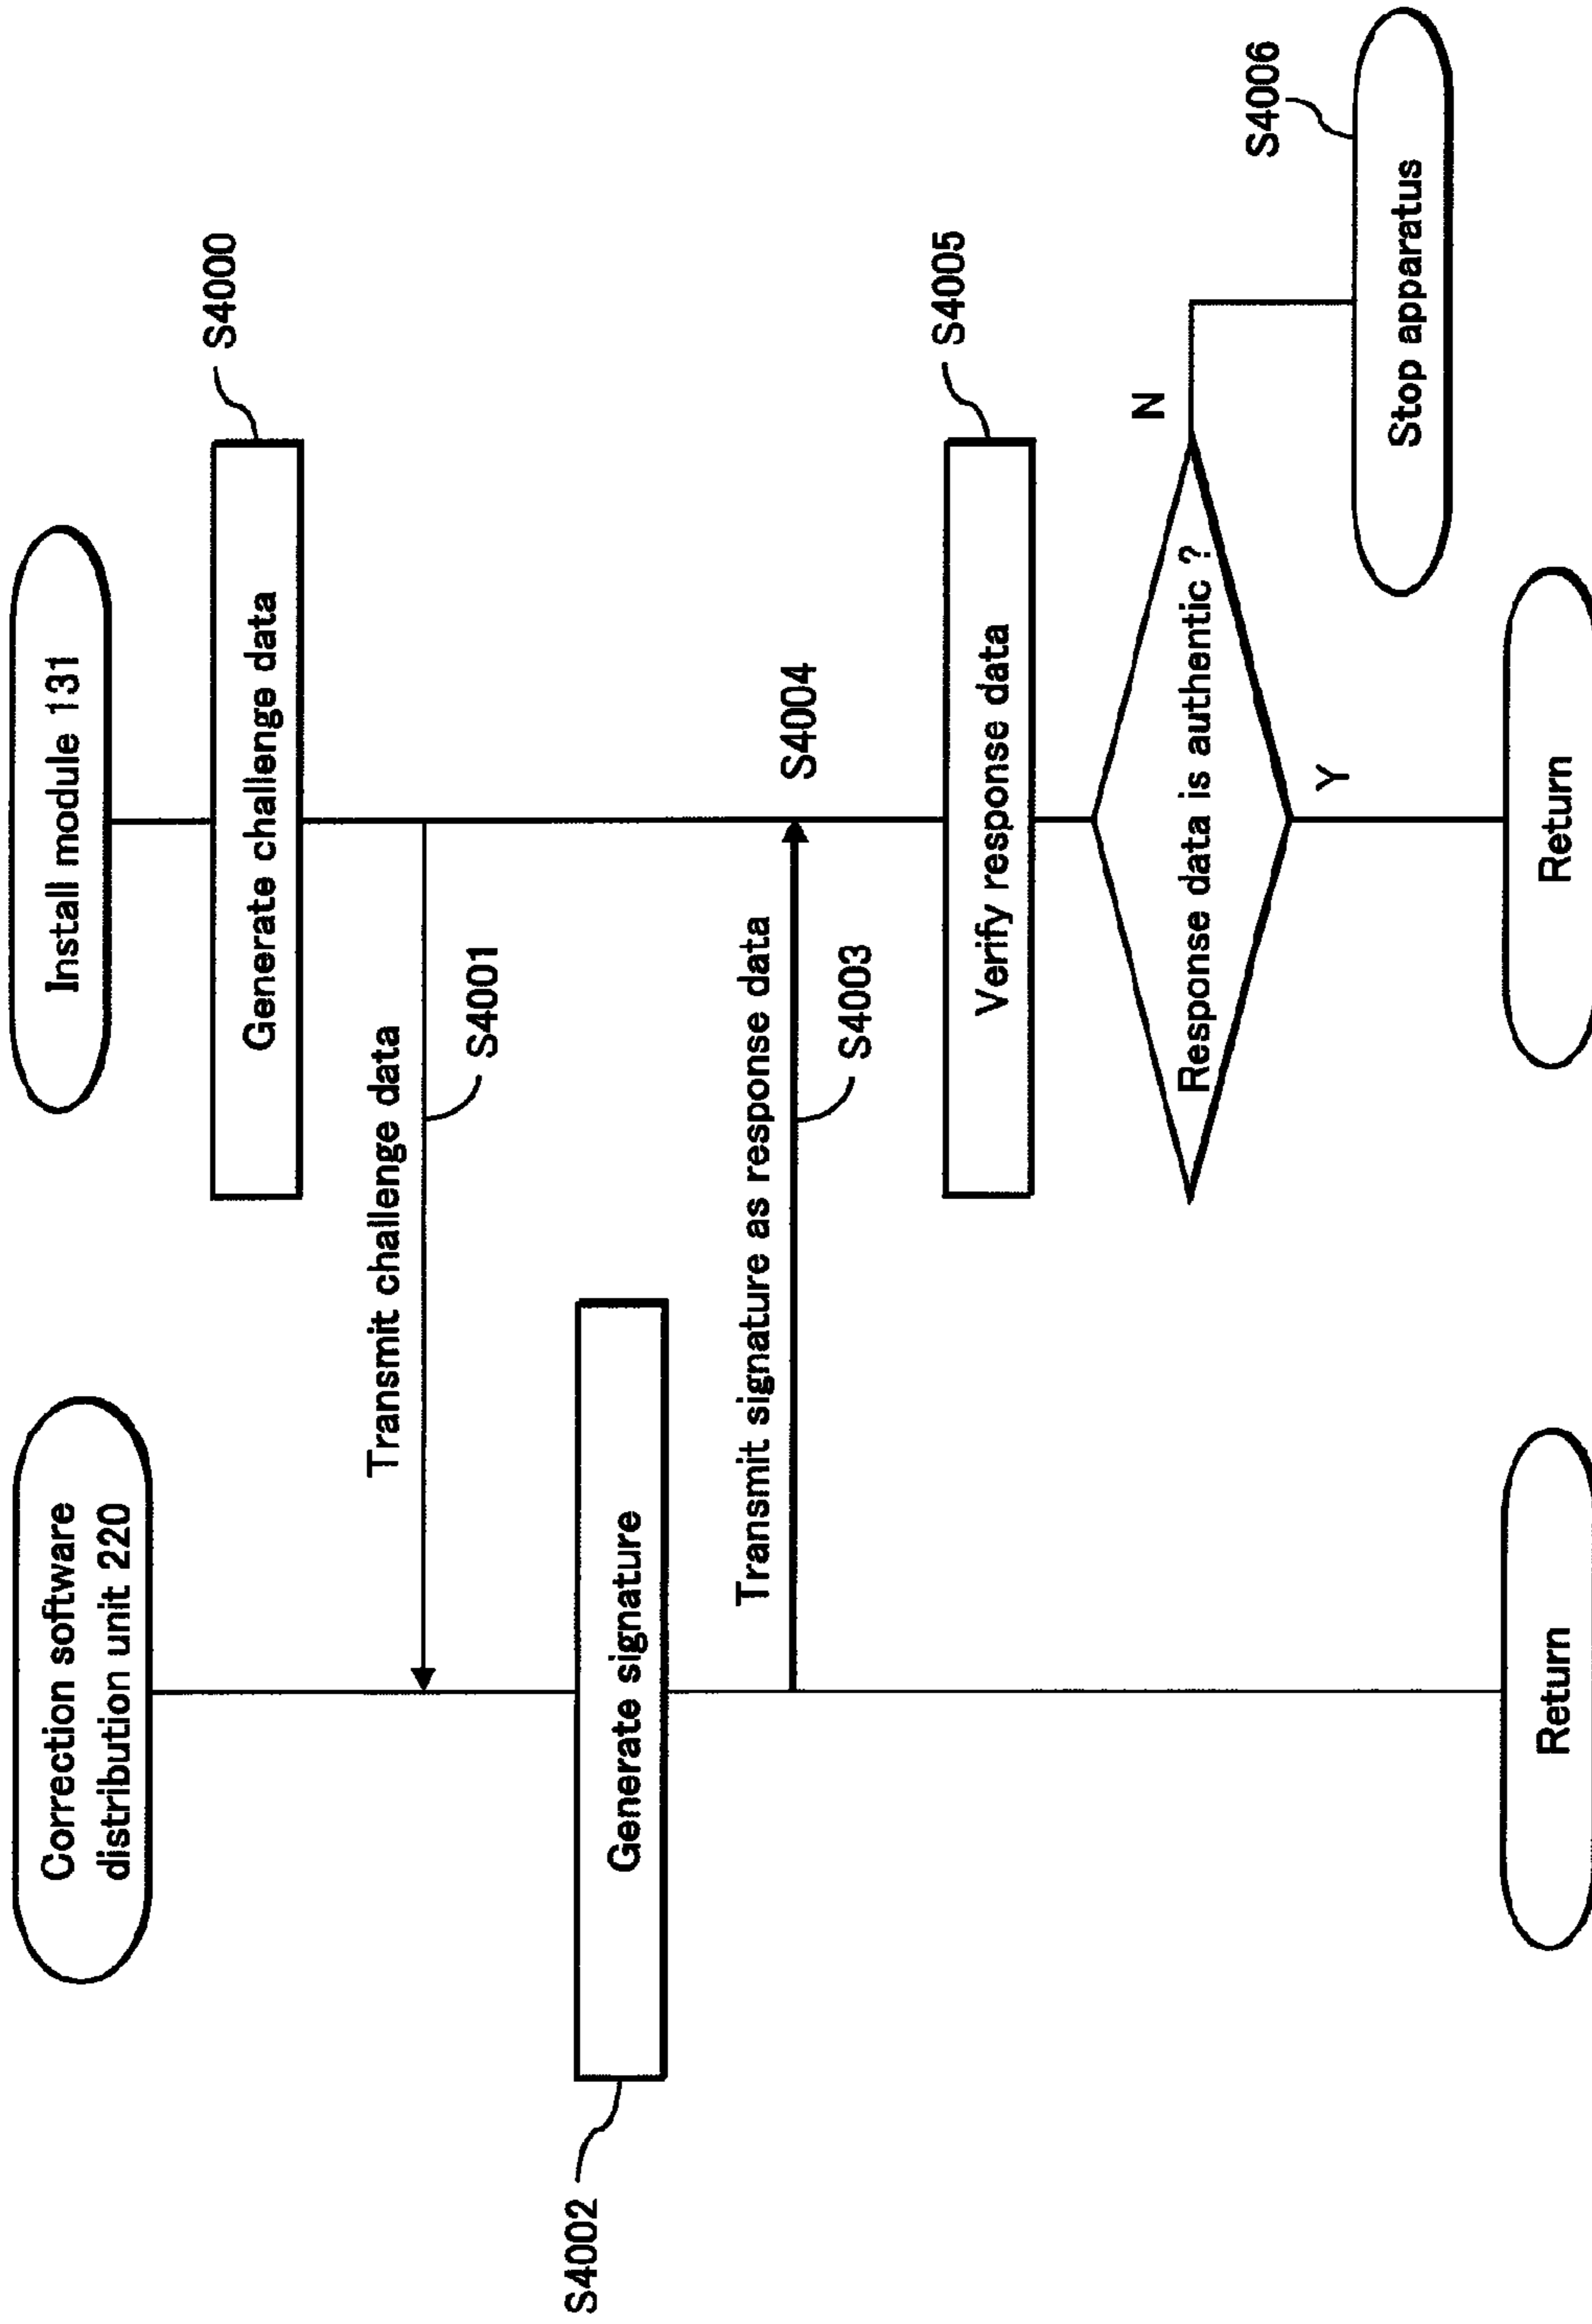 Correction software
distribution unit 220
Install module 131
Generate challenge data
S4000
Transmit challenge data
S4001
S4002
Generate signature
Transmit signature as response data
S4003
S4004
Verify response data
S4005
Response data is authentic ?
N
Y
S4006
Stop apparatus
Return
Return